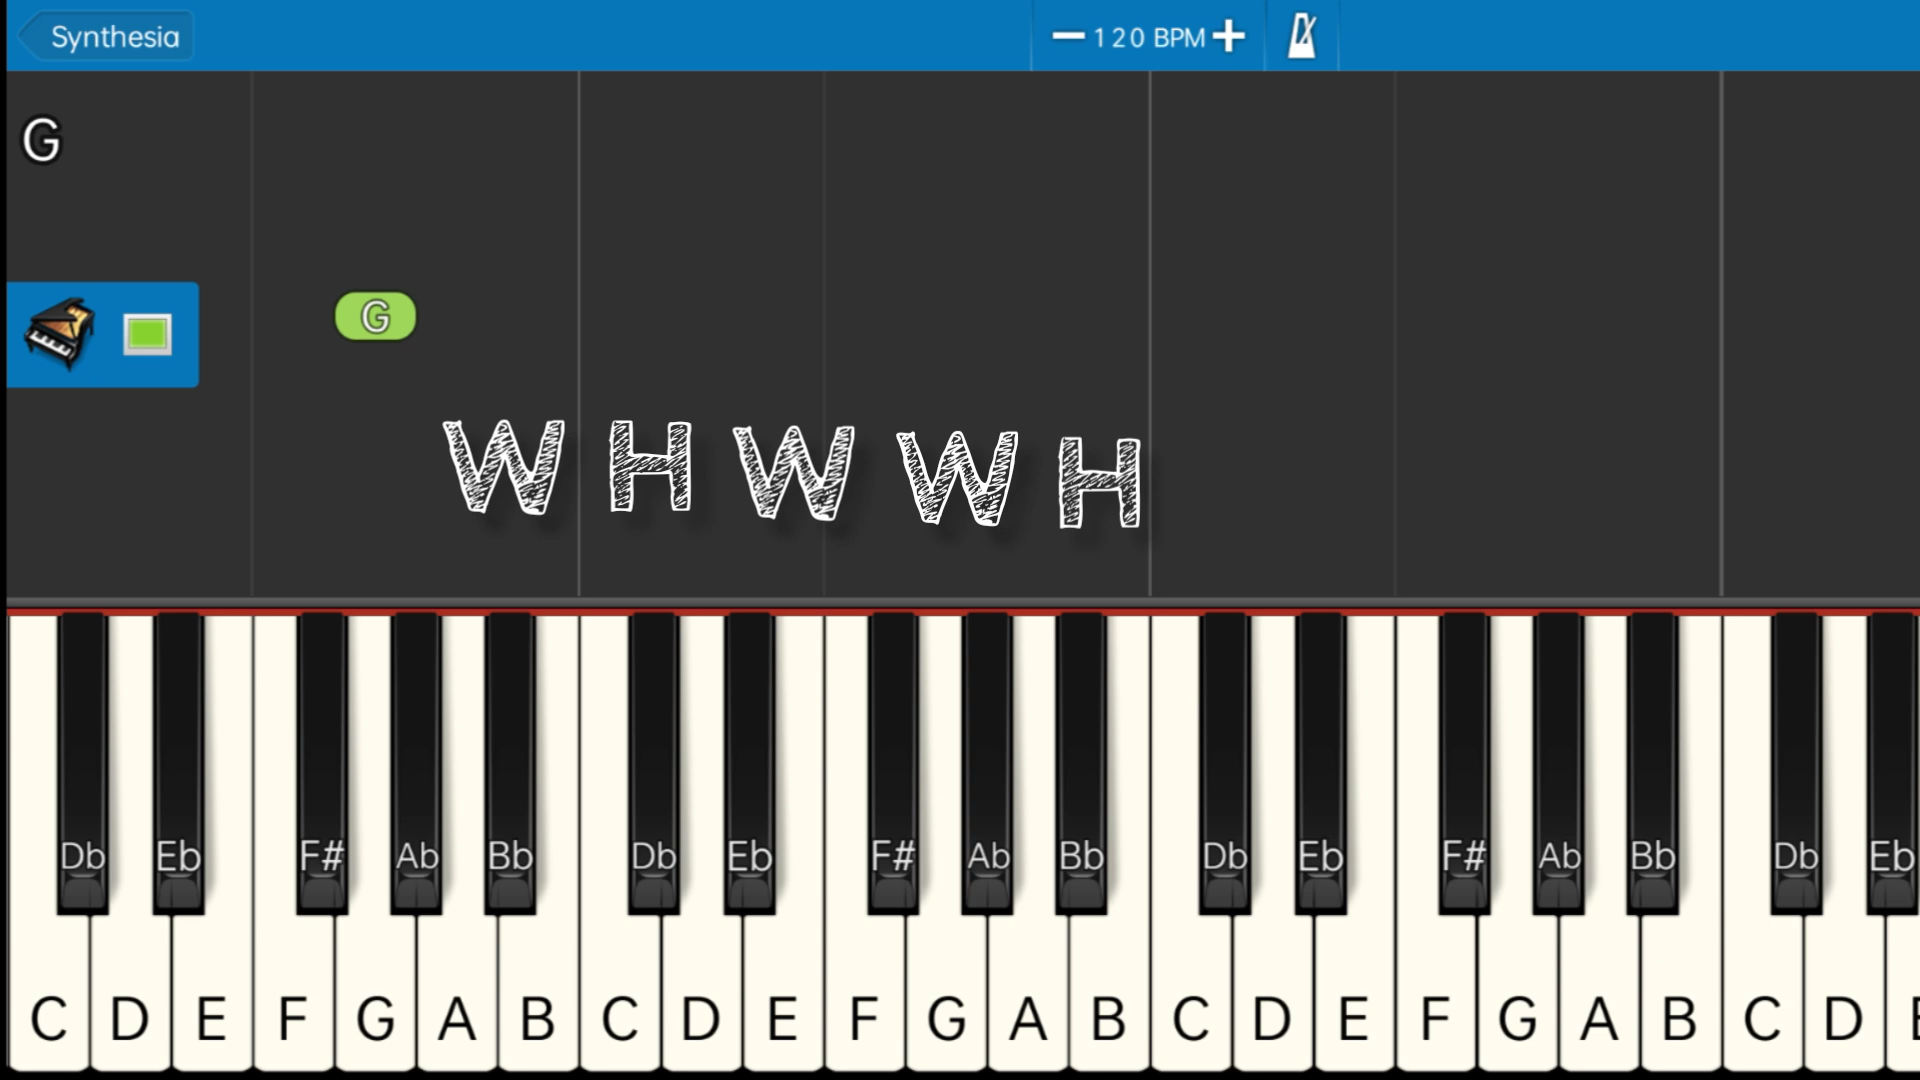 Synthesia
120 BPM
G
G
W H W W H
Db Eb F# Ab Bb Db Eb F# Ab Bb Db Eb F# Ab Bb Db Eb
C D E F G A B C D E F G A B C D E F G A B C D E